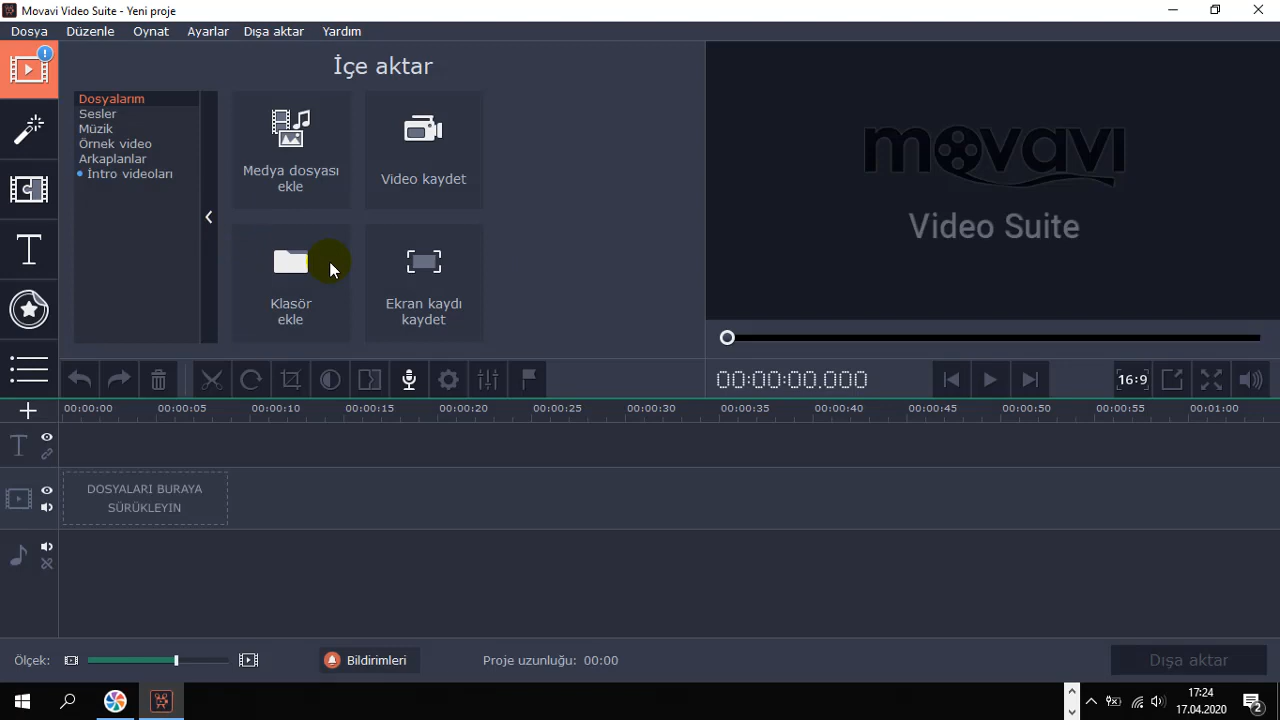 Movavi Video Suite - Yeni proje
Dosya Düzenle Oynat Ayarlar Dışa aktar Yardım
İçe aktar
Dosyalarım
Sesler
Müzik
Örnek video
Arkaplanlar
İntro videoları
Medya dosyası
ekle
Video kaydet
Klasör
ekle
Ekran kaydı
kaydet
movavi
Video Suite
00:00:00.000
16:9
00:00:00 00:00:05 00:00:10 00:00:15 00:00:20 00:00:25 00:00:30 00:00:35 00:00:40 00:00:45 00:00:50 00:00:55 00:01:00
DOSYALARI BURAYA
SÜRÜKLEYIN
Ölçek:
Bildirimleri
Proje uzunluğu: 00:00
Dışa aktar
17:24
17.04.2020
2